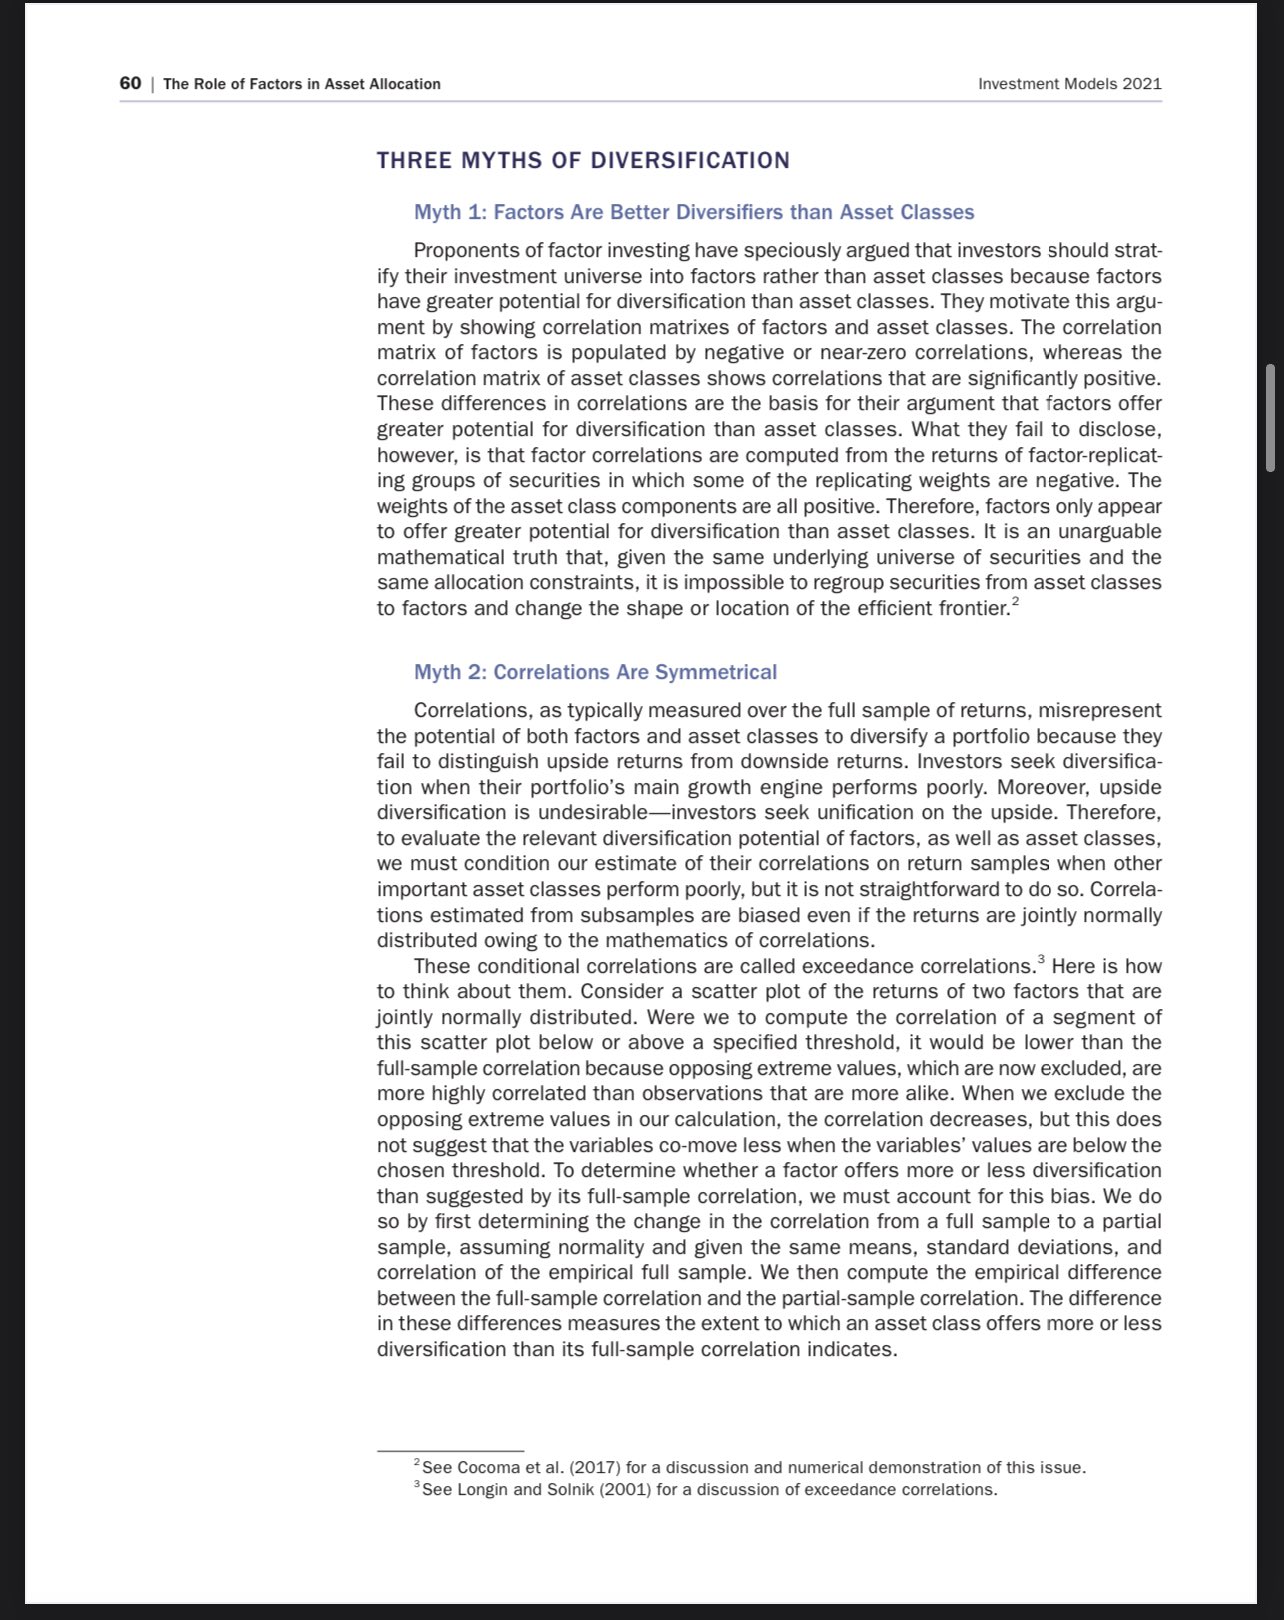 60 | The Role of Factors in Asset Allocation
Investment Models 2021
THREE MYTHS OF DIVERSIFICATION
Myth 1: Factors Are Better Diversifiers than Asset Classes
Proponents of factor investing have speciously argued that investors should strat-
ify their investment universe into factors rather than asset classes because factors
have greater potential for diversification than asset classes. They motivate this argu-
ment by showing correlation matrixes of factors and asset classes. The correlation
matrix of factors is populated by negative or near-zero correlations, whereas the
correlation matrix of asset classes shows correlations that are significantly positive.
These differences in correlations are the basis for their argument that factors offer
greater potential for diversification than asset classes. What they fail to disclose,
however, is that factor correlations are computed from the returns of factor-replicat-
ing groups of securities in which some of the replicating weights are negative. The
weights of the asset class components are all positive. Therefore, factors only appear
to offer greater potential for diversification than asset classes. It is an unarguable
mathematical truth that, given the same underlying universe of securities and the
same allocation constraints, it is impossible to regroup securities from asset classes
to factors and change the shape or location of the efficient frontier.2
Myth 2: Correlations Are Symmetrical
Correlations, as typically measured over the full sample of returns, misrepresent
the potential of both factors and asset classes to diversify a portfolio because they
fail to distinguish upside returns from downside returns. Investors seek diversifica-
tion when their portfolio's main growth engine performs poorly. Moreover, upside
diversification is undesirable—investors seek unification on the upside. Therefore,
to evaluate the relevant diversification potential of factors, as well as asset classes,
we must condition our estimate of their correlations on return samples when other
important asset classes perform poorly, but it is not straightforward to do so. Correla-
tions estimated from subsamples are biased even if the returns are jointly normally
distributed owing to the mathematics of correlations.
These conditional correlations are called exceedance correlations.3 Here is how
to think about them. Consider a scatter plot of the returns of two factors that are
jointly normally distributed. Were we to compute the correlation of a segment of
this scatter plot below or above a specified threshold, it would be lower than the
full-sample correlation because opposing extreme values, which are now excluded, are
more highly correlated than observations that are more alike. When we exclude the
opposing extreme values in our calculation, the correlation decreases, but this does
not suggest that the variables co-move less when the variables' values are below the
chosen threshold. To determine whether a factor offers more or less diversification
than suggested by its full-sample correlation, we must account for this bias. We do
so by first determining the change in the correlation from a full sample to a partial
sample, assuming normality and given the same means, standard deviations, and
correlation of the empirical full sample. We then compute the empirical difference
between the full-sample correlation and the partial-sample correlation. The difference
in these differences measures the extent to which an asset class offers more or less
diversification than its full-sample correlation indicates.
2 See Cocoma et al. (2017) for a discussion and numerical demonstration of this issue.
3 See Longin and Solnik (2001) for a discussion of exceedance correlations.